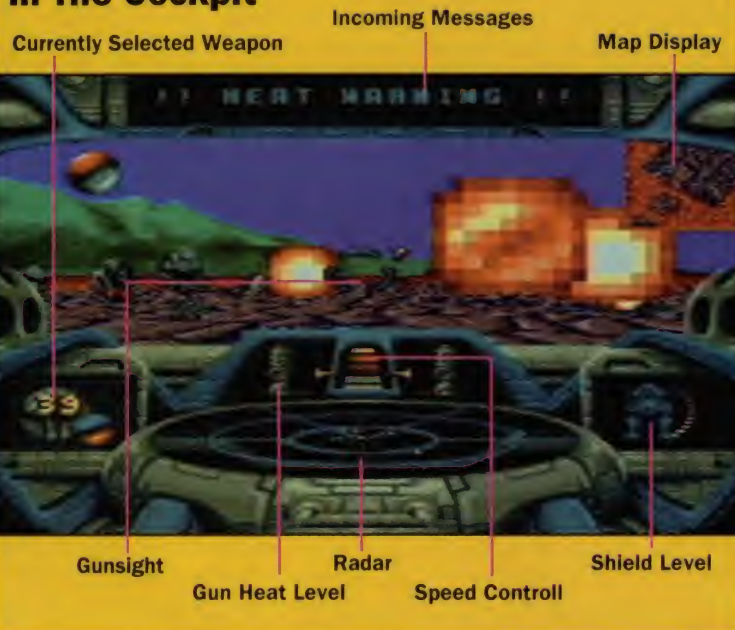 In The Cockpit
Incoming Messages
Currently Selected Weapon
Map Display
!! HEAT WARNING !!
39
Gunsight
Radar
Shield Level
Gun Heat Level
Speed Controll